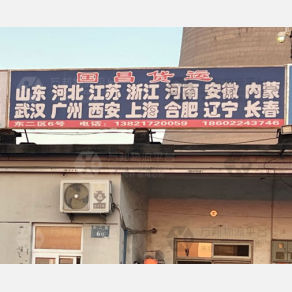 国昌货运
山东 河北 江苏 浙江 河南 安徽 内蒙
武汉 广州 西安 上海 合肥 辽宁 长春
东二区6号 电话：13821720059 18602243746